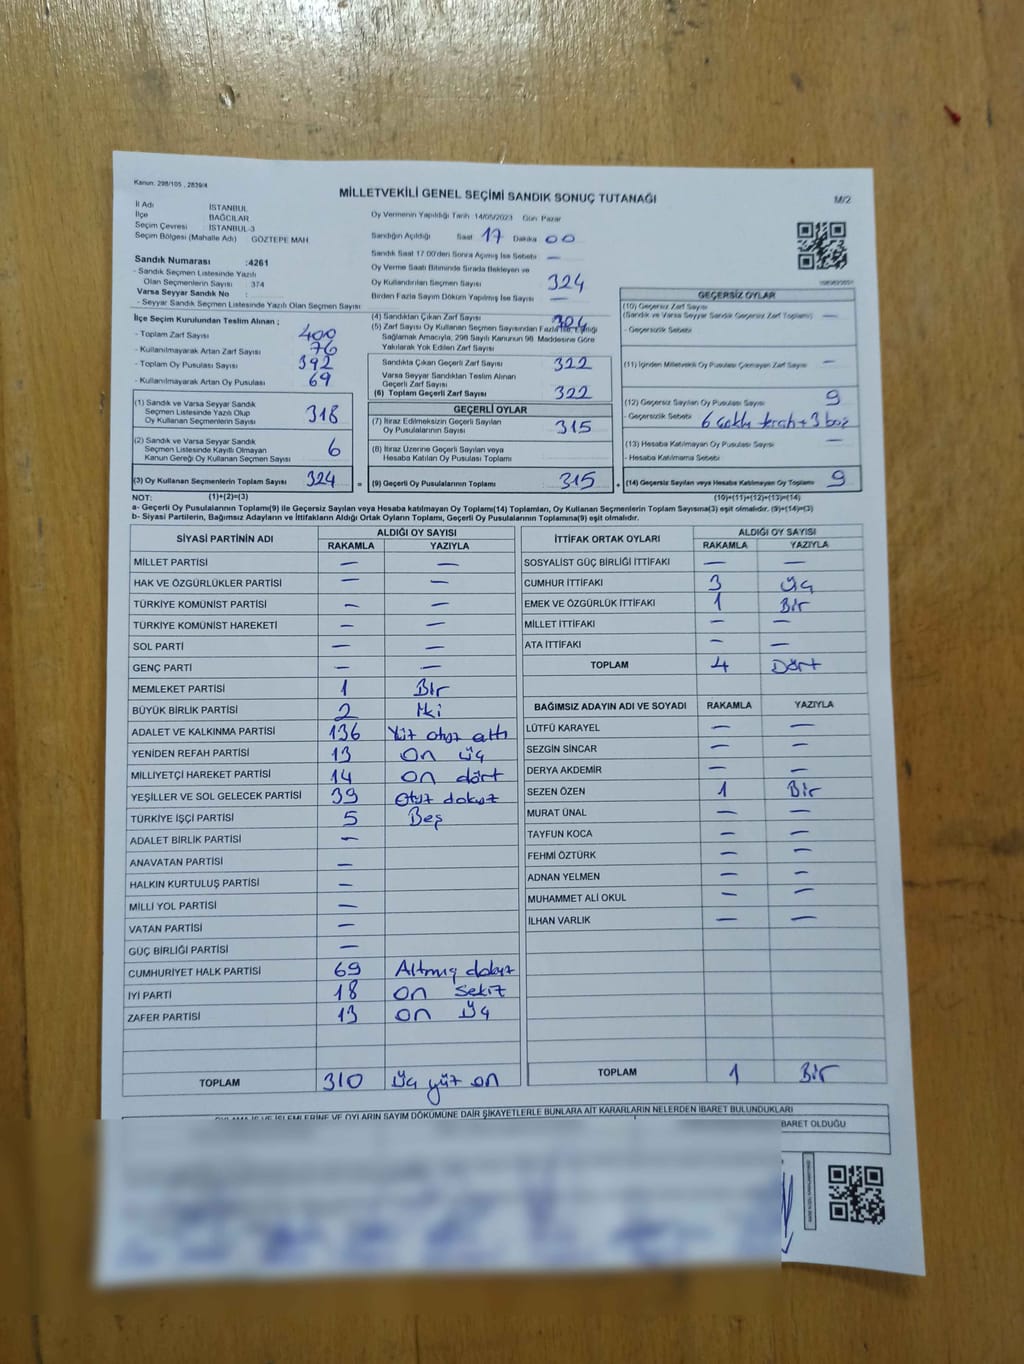 Kanun: 298/105 , 2839/4
MİLLETVEKİLİ GENEL SEÇİMİ SANDIK SONUÇ TUTANAĞI
M/2
İl Adı İSTANBUL
İlçe BAĞCILAR
Seçim Çevresi İSTANBUL-3
Seçim Bölgesi (Mahalle Adı) GÖZTEPE MAH
Sandık Numarası :4261
- Sandık Seçmen Listesinde Yazılı
Olan Seçmenlerin Sayısı 374
Varsa Seyyar Sandık No :
- Seyyar Sandık Seçmen Listesinde Yazılı Olan Seçmen Sayısı
Oy Vermenin Yapıldığı Tarih 14/05/2023 Gün Pazar
Sandığın Açıldığı Saat 17 Dakika 00
Sandık Saat 17:00'den Sonra Açılmış İse Sebebi —
Oy Verme Saati Bitiminde Sırada Bekleyen ve
Oy Kullandırılan Seçmen Sayısı 324
Birden Fazla Sayım Döküm Yapılmış İse Sayısı —
İlçe Seçim Kurulundan Teslim Alınan ;
- Toplam Zarf Sayısı 400
- Kullanılmayarak Artan Zarf Sayısı 76
- Toplam Oy Pusulası Sayısı 392
- Kullanılmayarak Artan Oy Pusulası 69
(1) Sandık ve Varsa Seyyar Sandık
Seçmen Listesinde Yazılı Olup
Oy Kullanan Seçmenlerin Sayısı 318
(2) Sandık ve Varsa Seyyar Sandık
Seçmen Listesinde Kayıtlı Olmayan
Kanun Gereği Oy Kullanan Seçmen Sayısı 6
(3) Oy Kullanan Seçmenlerin Toplam Sayısı 324
(4) Sandıktan Çıkan Zarf Sayısı
(5) Zarf Sayısı Oy Kullanan Seçmen Sayısından Fazla İse, Eşitliği
Sağlamak Amacıyla, 298 Sayılı Kanunun 98. Maddesine Göre
Yakılarak Yok Edilen Zarf Sayısı
Sandıkta Çıkan Geçerli Zarf Sayısı 322
Varsa Seyyar Sandıktan Teslim Alınan
Geçerli Zarf Sayısı
(6) Toplam Geçerli Zarf Sayısı 322
GEÇERLİ OYLAR
(7) İtiraz Edilmeksizin Geçerli Sayılan
Oy Pusulalarının Sayısı 315
(8) İtiraz Üzerine Geçerli Sayılan veya
Hesaba Katılan Oy Pusulası Toplamı
= (9) Geçerli Oy Pusulalarının Toplamı 315
GEÇERSİZ OYLAR
(10) Geçersiz Zarf Sayısı
(Sandık ve Varsa Seyyar Sandık Geçersiz Zarf Toplamı) —
- Geçersizlik Sebebi
(11) İçinden Milletvekili Oy Pusulası Çıkmayan Zarf Sayısı —
(12) Geçersiz Sayılan Oy Pusulası Sayısı 9
- Geçersizlik Sebebi 6 çoklu tercih + 3 boş
(13) Hesaba Katılmayan Oy Pusulası Sayısı —
- Hesaba Katılmama Sebebi
+ (14) Geçersiz Sayılan veya Hesaba Katılmayan Oy Toplamı 9
NOT: (1)+(2)=(3) (10)+(11)+(12)+(13)=(14)
a- Geçerli Oy Pusulalarının Toplamı(9) ile Geçersiz Sayılan veya Hesaba katılmayan Oy Toplamı(14) Toplamları, Oy Kullanan Seçmenlerin Toplam Sayısına(3) eşit olmalıdır. (9)+(14)=(3)
b- Siyasi Partilerin, Bağımsız Adayların ve İttifakların Aldığı Ortak Oyların Toplamı, Geçerli Oy Pusulalarının Toplamına(9) eşit olmalıdır.
SİYASİ PARTİNİN ADI ALDIĞI OY SAYISI
RAKAMLA YAZIYLA
MİLLET PARTİSİ — —
HAK VE ÖZGÜRLÜKLER PARTİSİ — —
TÜRKİYE KOMÜNİST PARTİSİ — —
TÜRKİYE KOMÜNİST HAREKETİ — —
SOL PARTİ — —
GENÇ PARTİ — —
MEMLEKET PARTİSİ 1 Bir
BÜYÜK BİRLİK PARTİSİ 2 İki
ADALET VE KALKINMA PARTİSİ 136 Yüz otuz altı
YENİDEN REFAH PARTİSİ 13 on üç
MİLLİYETÇİ HAREKET PARTİSİ 14 on dört
YEŞİLLER VE SOL GELECEK PARTİSİ 39 otuz dokuz
TÜRKİYE İŞÇİ PARTİSİ 5 Beş
ADALET BİRLİK PARTİSİ —
ANAVATAN PARTİSİ —
HALKIN KURTULUŞ PARTİSİ —
MİLLİ YOL PARTİSİ —
VATAN PARTİSİ —
GÜÇ BİRLİĞİ PARTİSİ —
CUMHURİYET HALK PARTİSİ 69 Altmış dokuz
İYİ PARTİ 18 on sekiz
ZAFER PARTİSİ 13 on üç
TOPLAM 310 Üç yüz on
İTTİFAK ORTAK OYLARI ALDIĞI OY SAYISI
RAKAMLA YAZIYLA
SOSYALİST GÜÇ BİRLİĞİ İTTİFAKI — —
CUMHUR İTTİFAKI 3 Üç
EMEK VE ÖZGÜRLÜK İTTİFAKI 1 Bir
MİLLET İTTİFAKI — —
ATA İTTİFAKI — —
TOPLAM 4 Dört
BAĞIMSIZ ADAYIN ADI VE SOYADI RAKAMLA YAZIYLA
LÜTFÜ KARAYEL — —
SEZGİN SİNCAR — —
DERYA AKDEMİR — —
SEZEN ÖZEN 1 Bir
MURAT ÜNAL — —
TAYFUN KOCA — —
FEHMİ ÖZTÜRK — —
ADNAN YELMEN — —
MUHAMMET ALİ OKUL — —
İLHAN VARLIK — —
TOPLAM 1 Bir
OYLAMA İŞ VE İŞLEMLERİNE VE OYLARIN SAYIM DÖKÜMÜNE DAİR ŞİKAYETLERLE BUNLARA AİT KARARLARIN NELERDEN İBARET BULUNDUKLARI
BARET OLDUĞU